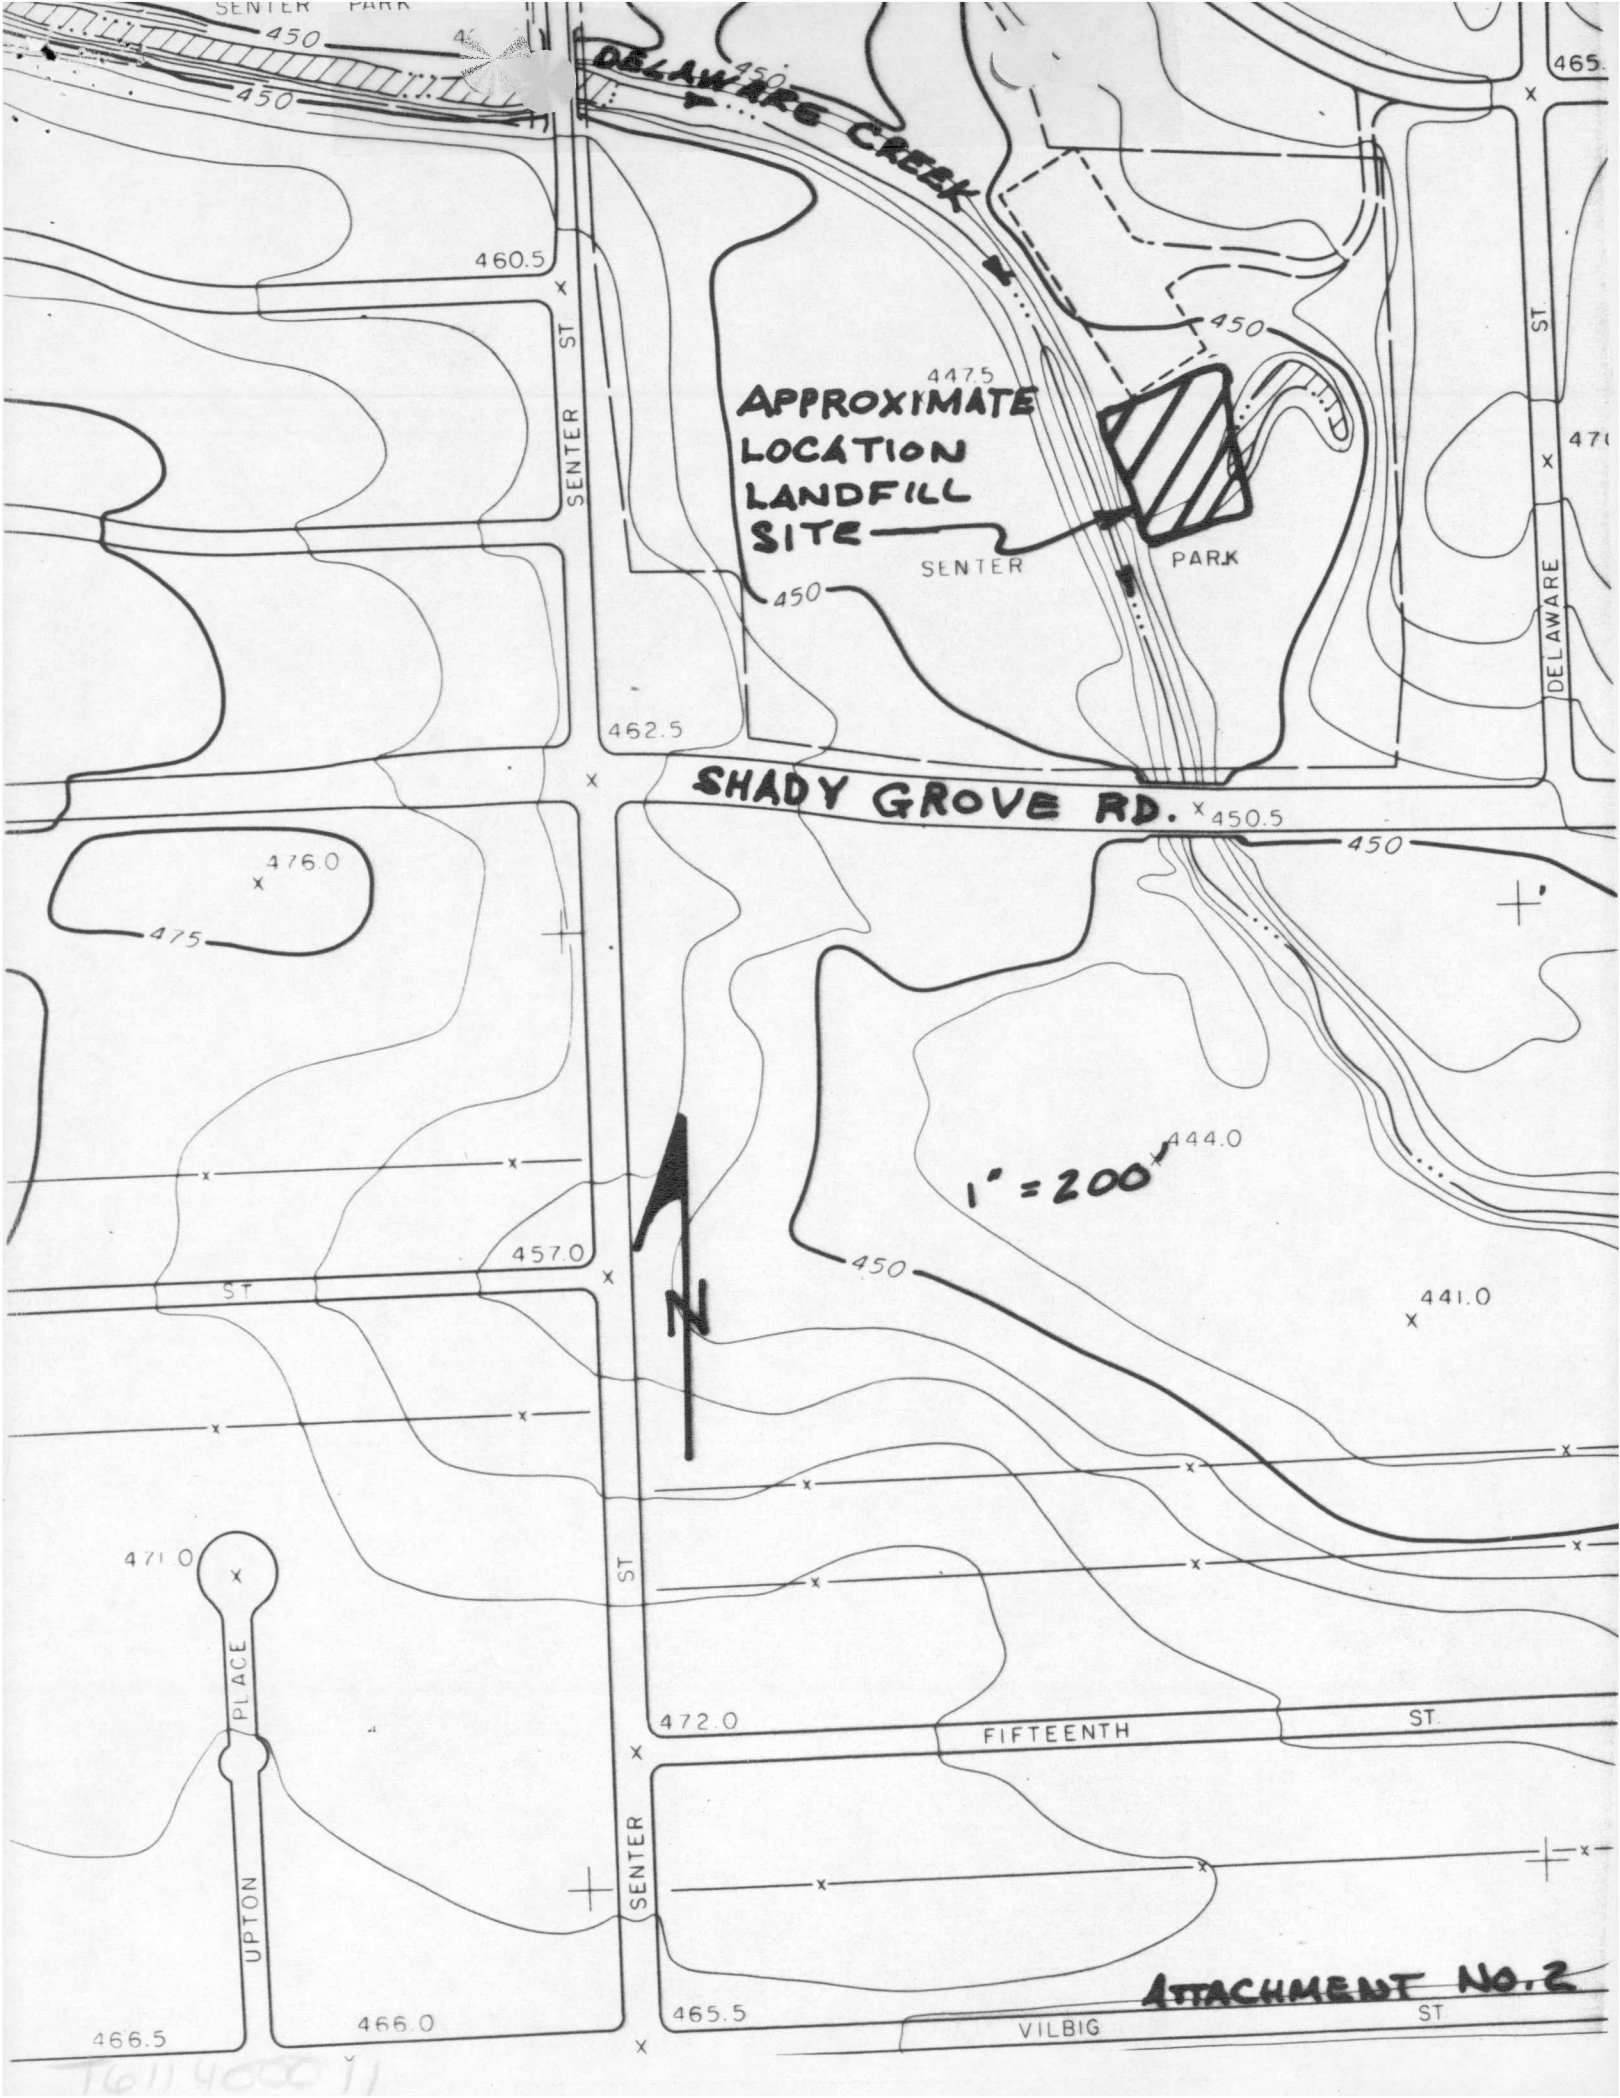 SENTER PARK
450
450
450
DELAWARE CREEK
465.
460.5
ST
SENTER
450
ST.
447.5
APPROXIMATE
LOCATION
LANDFILL
SITE
SENTER PARK
450
DELAWARE
462.5
SHADY GROVE RD.
450.5
450
476.0
475
444.0
1" = 200'
457.0
ST
450
N
441.0
471.0
PLACE
ST
472.0
FIFTEENTH ST.
UPTON
SENTER
ATTACHMENT NO. 2
466.5
466.0
465.5
VILBIG ST.